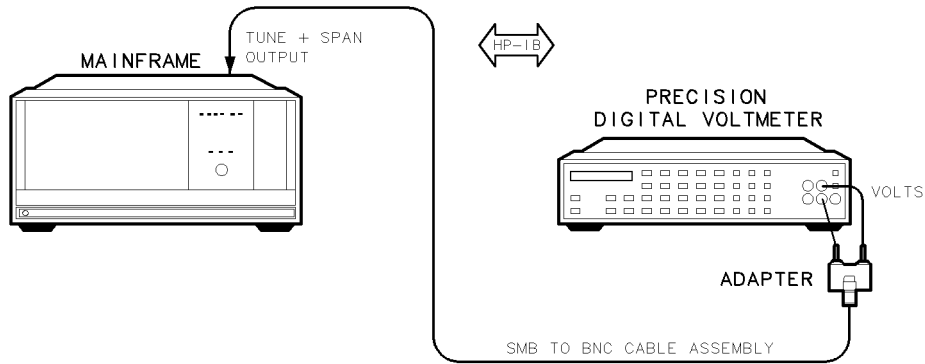 TUNE + SPAN
OUTPUT
MAINFRAME
HP-IB
PRECISION
DIGITAL VOLTMETER
VOLTS
ADAPTER
SMB TO BNC CABLE ASSEMBLY